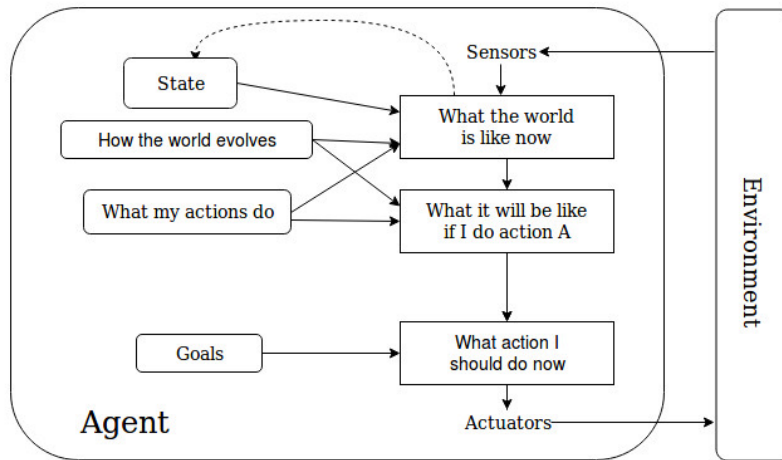 Sensors
State
What the world
is like now
How the world evolves
What my actions do
What it will be like
if I do action A
Environment
Goals
What action I
should do now
Agent
Actuators